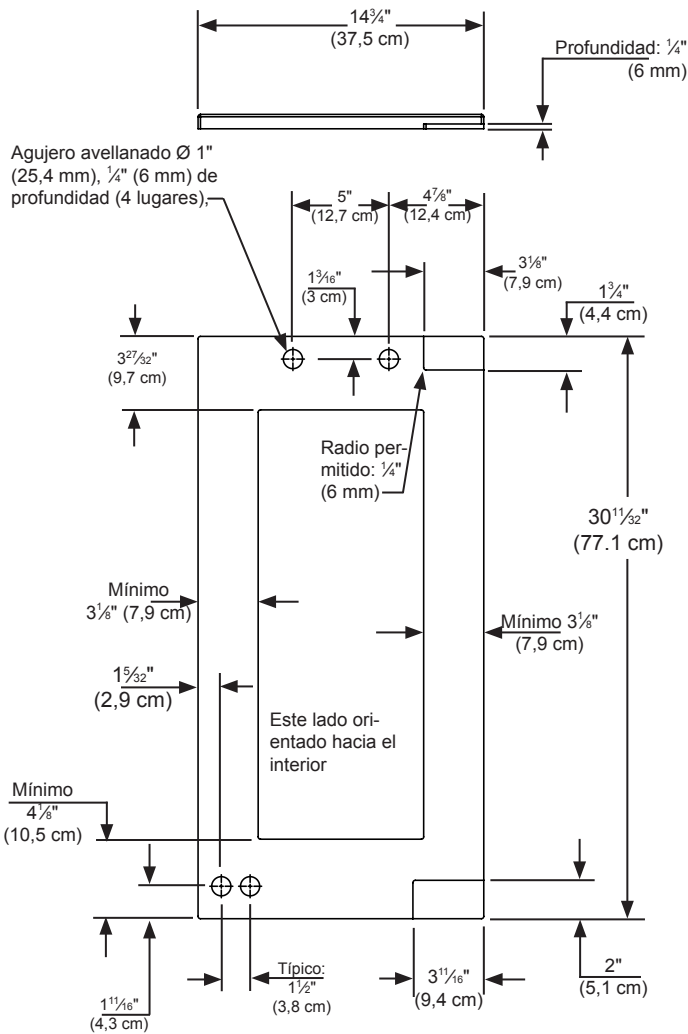 14¾"
(37,5 cm)
Profundidad: ¼"
(6 mm)
Agujero avellanado Ø 1"
(25,4 mm), ¼" (6 mm) de
profundidad (4 lugares),
5"
(12,7 cm)
4⅞"
(12,4 cm)
1³⁄₁₆"
(3 cm)
3⅛"
(7,9 cm)
1¾"
(4,4 cm)
3²⁷⁄₃₂"
(9,7 cm)
Radio per-
mitido: ¼"
(6 mm)
30¹¹⁄₃₂"
(77.1 cm)
Mínimo
3⅛" (7,9 cm)
Mínimo 3⅛"
(7,9 cm)
1⁵⁄₃₂"
(2,9 cm)
Este lado ori-
entado hacia el
interior
Mínimo
4⅛"
(10,5 cm)
1¹¹⁄₁₆"
(4,3 cm)
Típico:
1½"
(3,8 cm)
3¹¹⁄₁₆"
(9,4 cm)
2"
(5,1 cm)